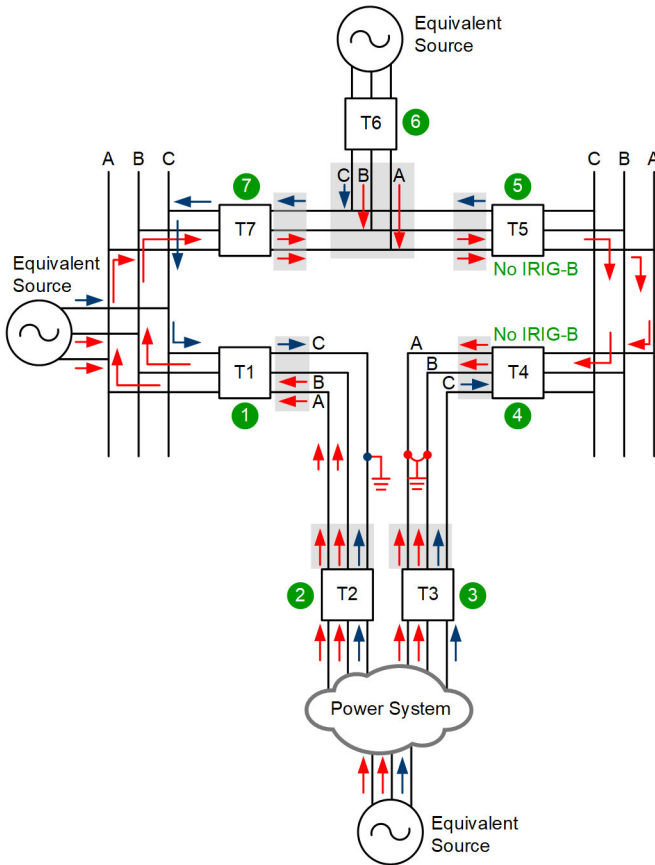 Equivalent
Source
T6
6
A B C
7
C B A
5
C B A
T7
T5
No IRIG-B
Equivalent
Source
No IRIG-B
C
A
T1
B
B
T4
A
C
1
4
2
T2
T3
3
Power System
Equivalent
Source